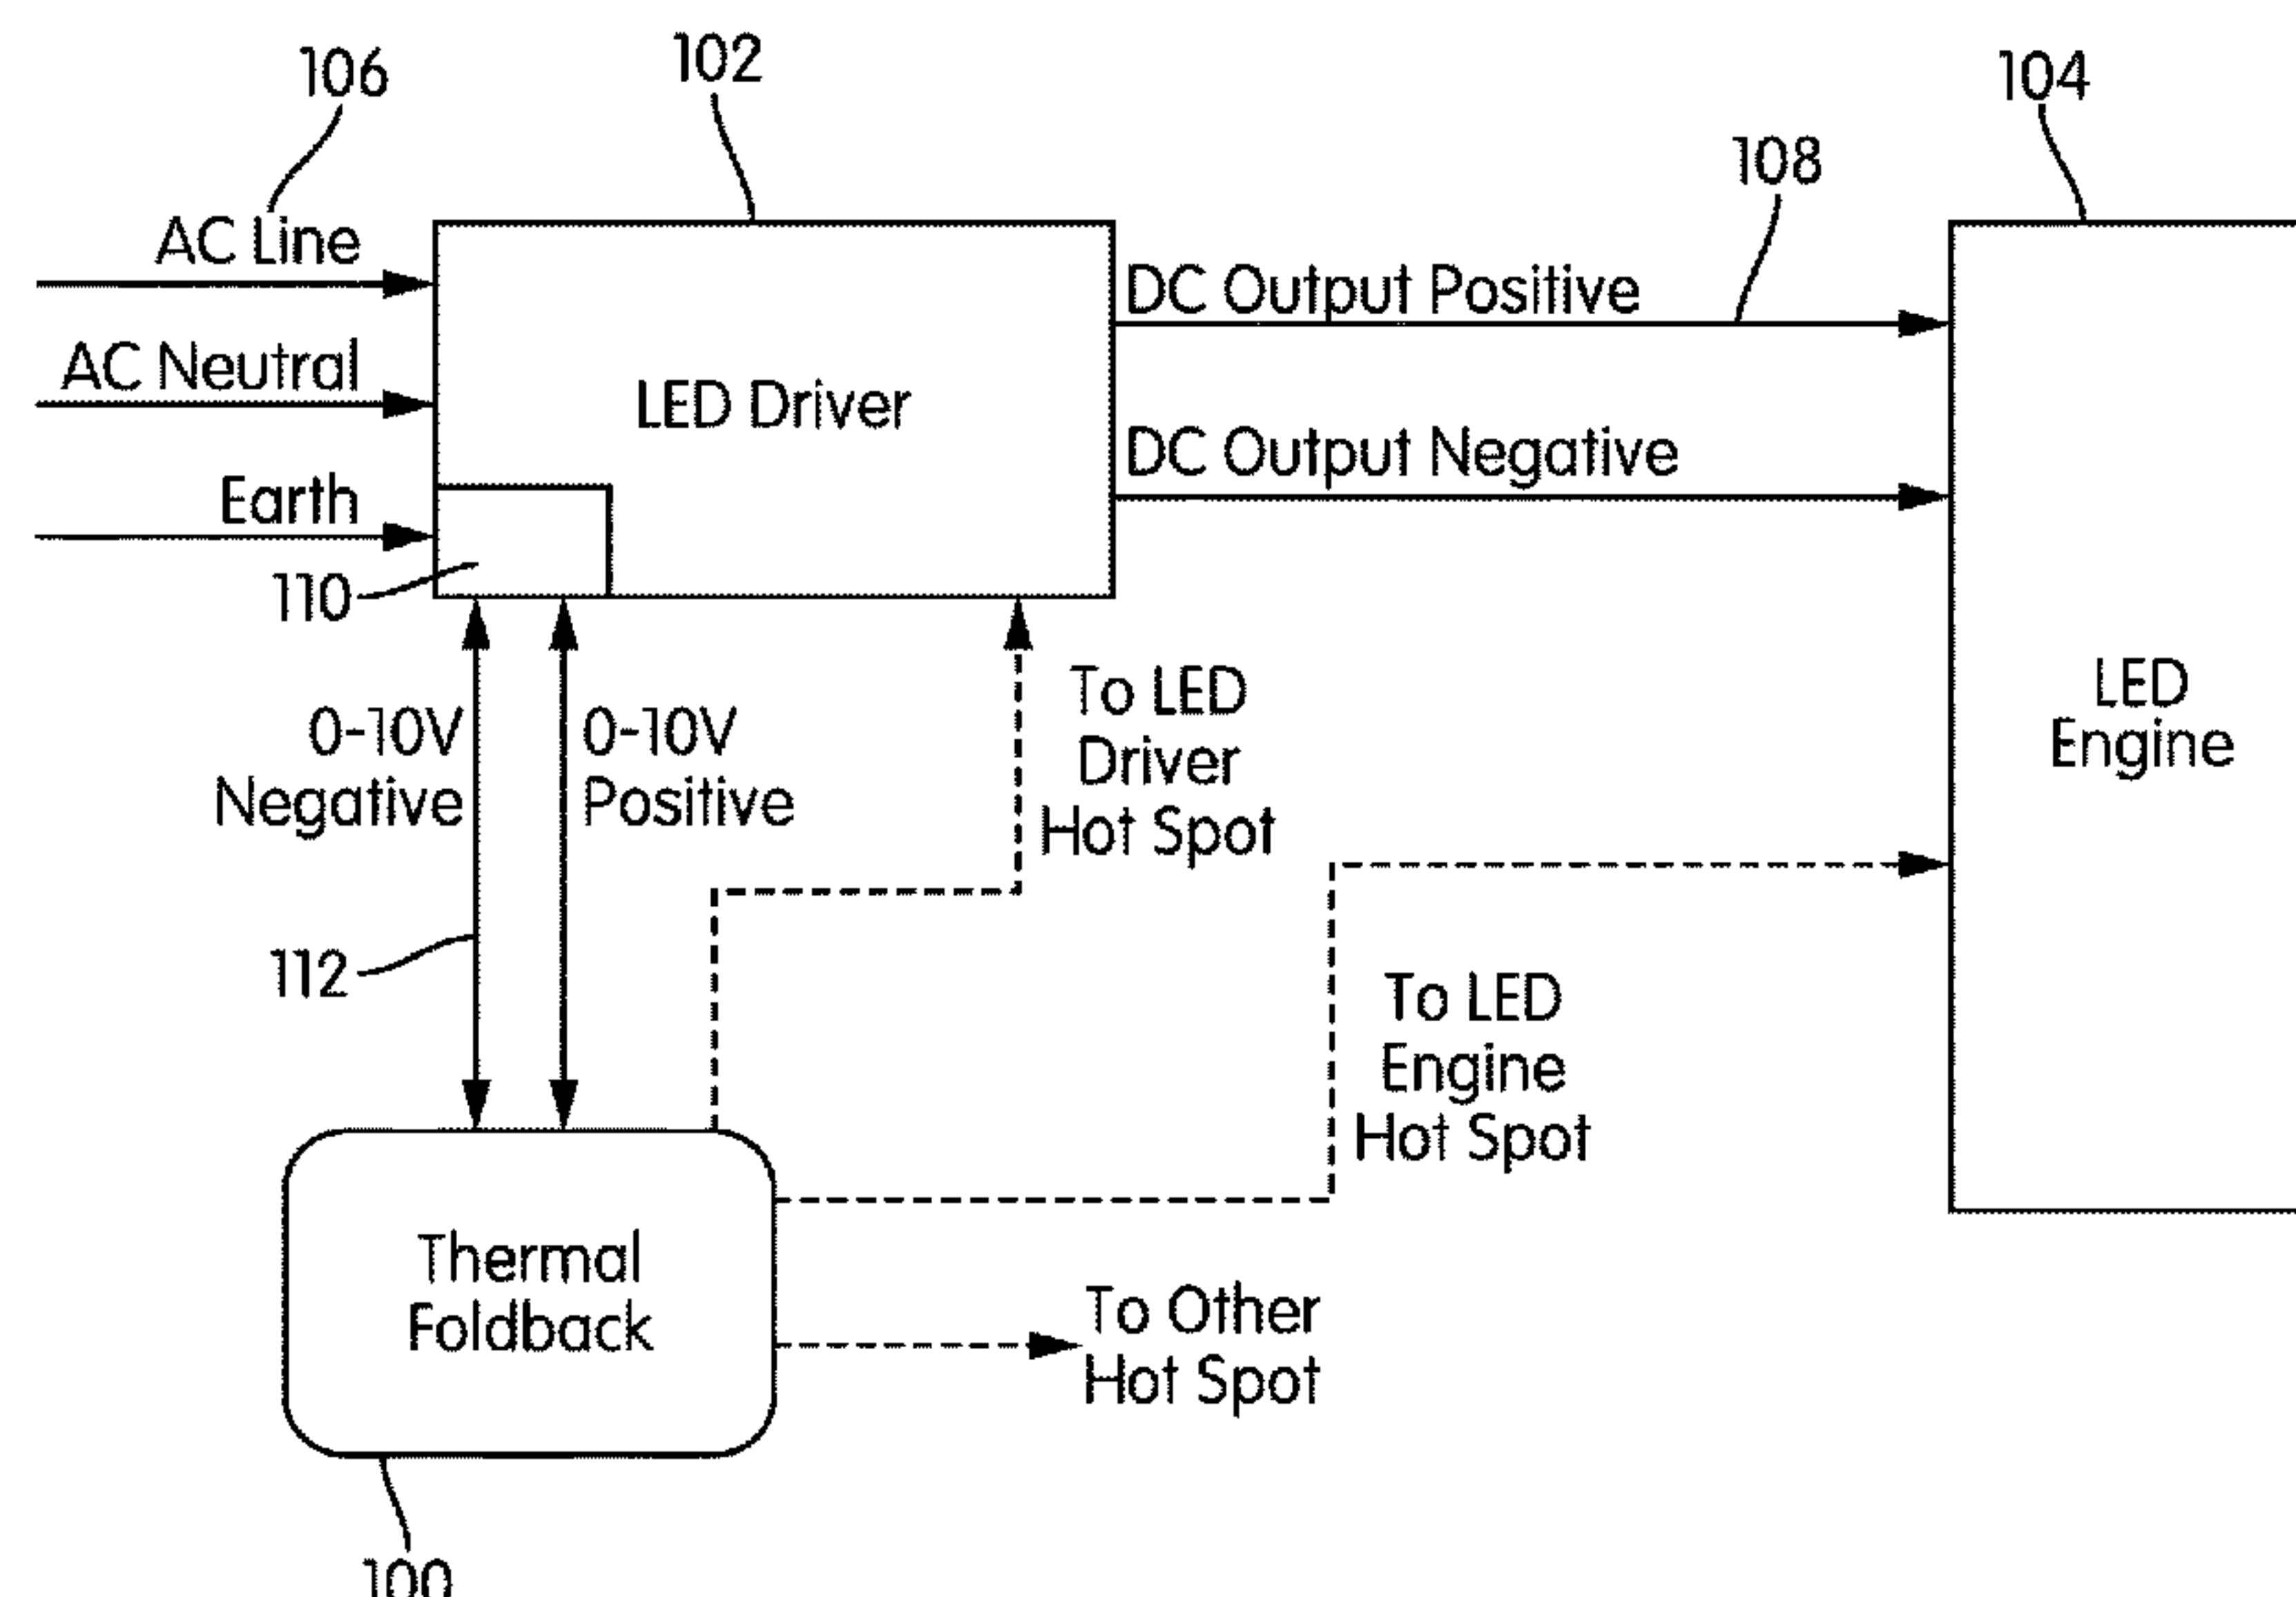 106
102
104
108
AC Line
DC Output Positive
AC Neutral
LED Driver
DC Output Negative
Earth
110
To LED
Driver
Hot Spot
LED
Engine
0-10V
Negative
0-10V
Positive
112
To LED
Engine
Hot Spot
Thermal
Foldback
To Other
Hot Spot
100